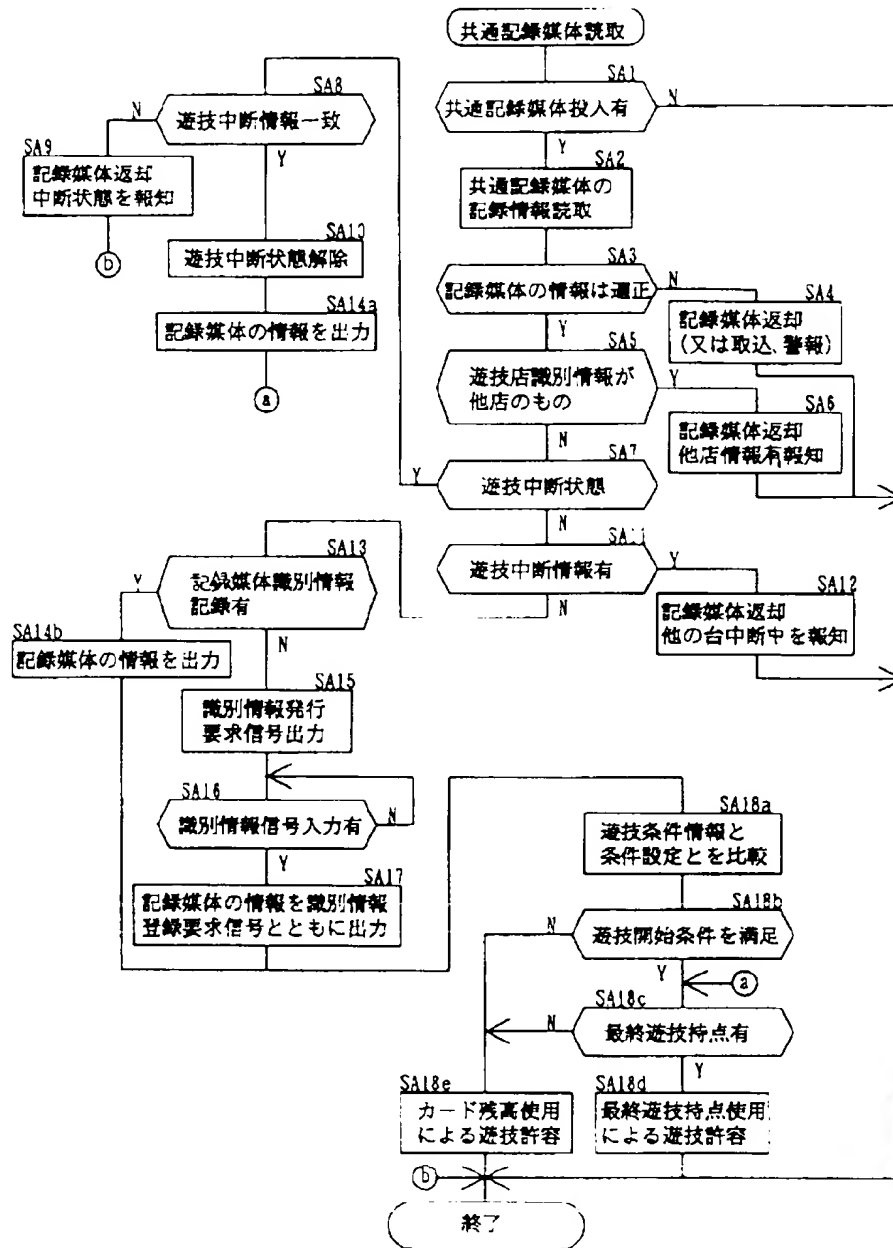 共通記録媒体読取
SA1
共通記録媒体投入有
N
Y
SA2
共通記録媒体の
記録情報読取
SA3
記録媒体の情報は適正
N
Y
SA4
記録媒体返却
(又は取込、警報)
SA5
遊技店識別情報が
他店のもの
Y
N
SA6
記録媒体返却
他店情報有報知
SA7
遊技中断状態
Y
N
SA8
遊技中断情報一致
N
Y
SA9
記録媒体返却
中断状態を報知
b
SA10
遊技中断状態解除
SA14a
記録媒体の情報を出力
a
SA11
遊技中断情報有
Y
N
SA12
記録媒体返却
他の台中断中を報知
SA13
記録媒体識別情報
記録有
Y
N
SA14b
記録媒体の情報を出力
SA15
識別情報発行
要求信号出力
SA16
識別情報信号入力有
N
Y
SA17
記録媒体の情報を識別情報
登録要求信号とともに出力
SA18a
遊技条件情報と
条件設定とを比較
SA18b
遊技開始条件を満足
N
Y
a
SA18c
最終遊技持点有
N
Y
SA18e
カード残高使用
による遊技許容
SA18d
最終遊技持点使用
による遊技許容
b
終了